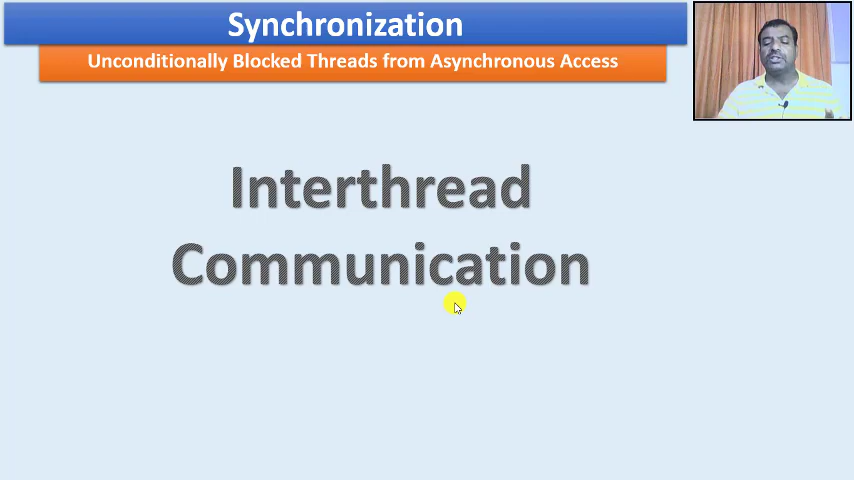 Synchronization
Unconditionally Blocked Threads from Asynchronous Access
Interthread
Communication